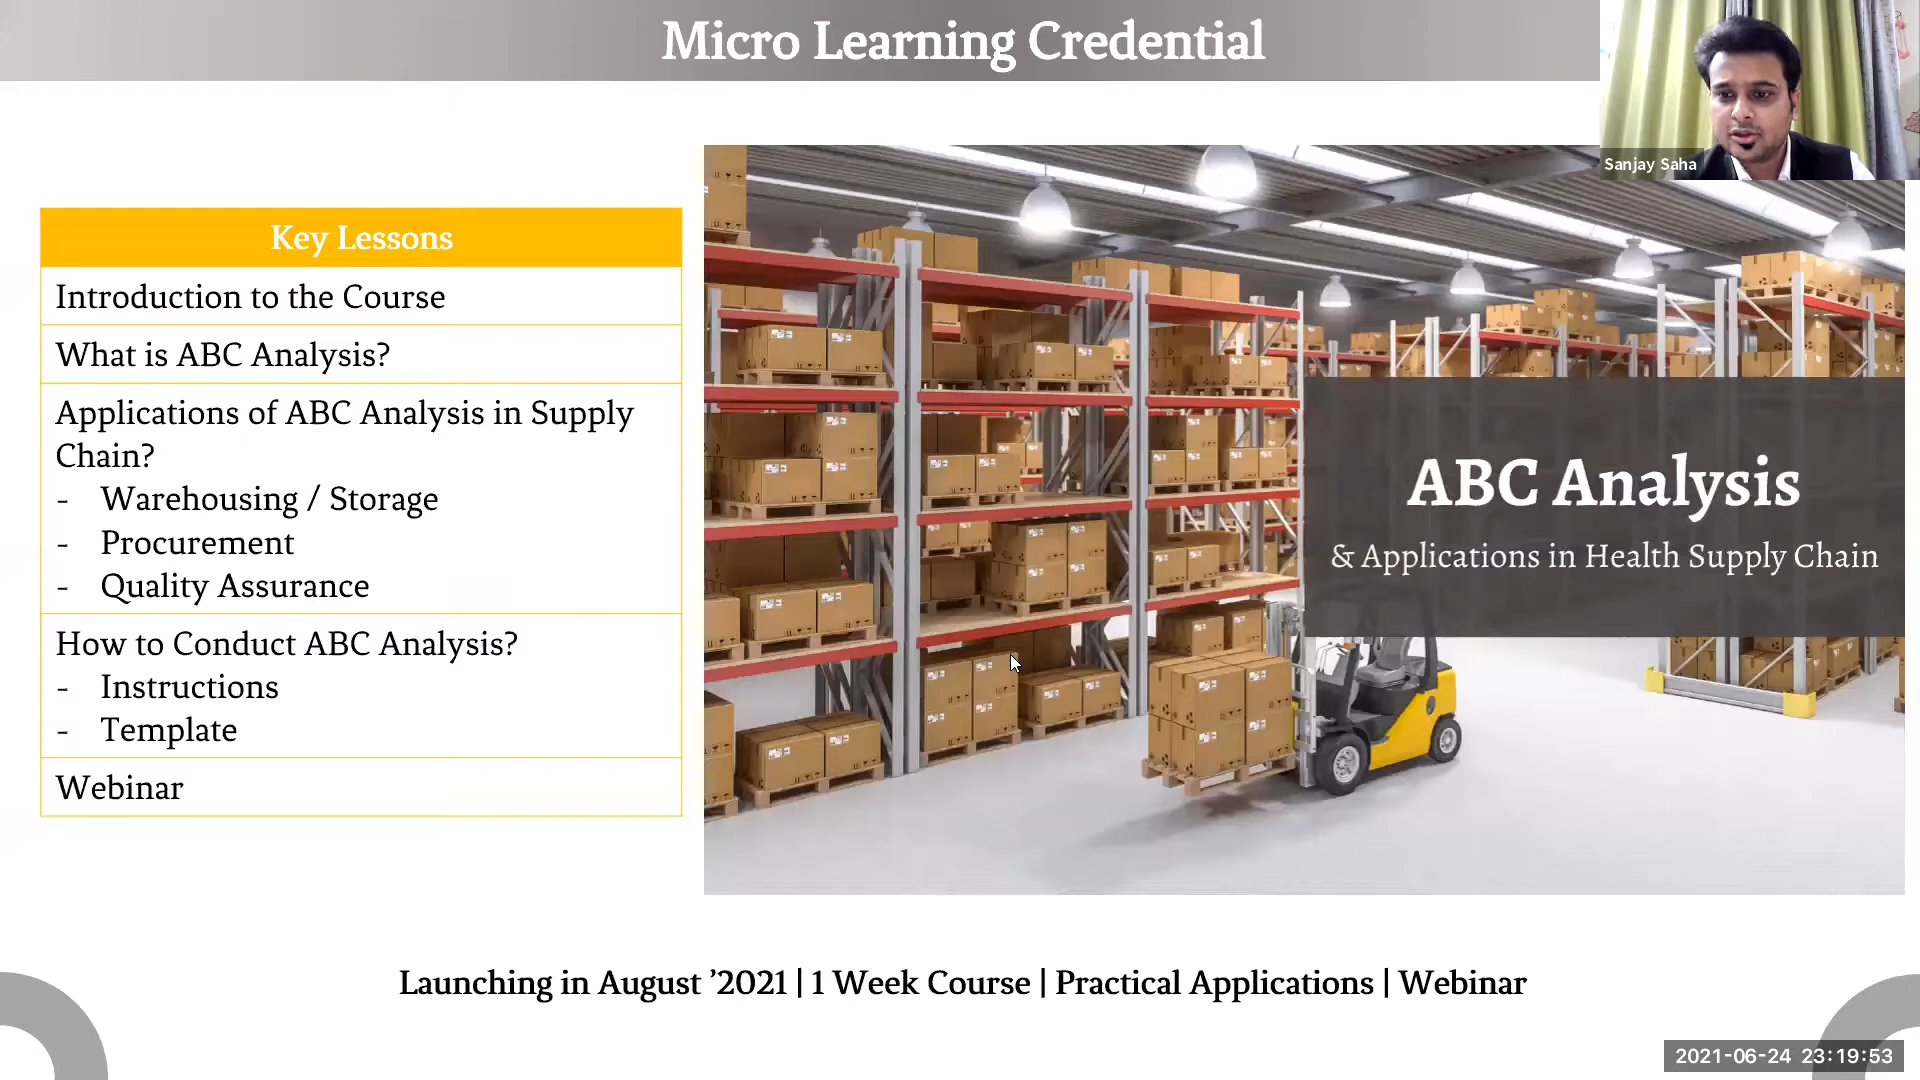 Micro Learning Credential
Sanjay Saha
Key Lessons
Introduction to the Course
What is ABC Analysis?
Applications of ABC Analysis in Supply
Chain?
- Warehousing / Storage
- Procurement
- Quality Assurance
How to Conduct ABC Analysis?
- Instructions
- Template
Webinar
ABC Analysis
& Applications in Health Supply Chain
Launching in August ’2021 | 1 Week Course | Practical Applications | Webinar
2021-06-24 23:19:53